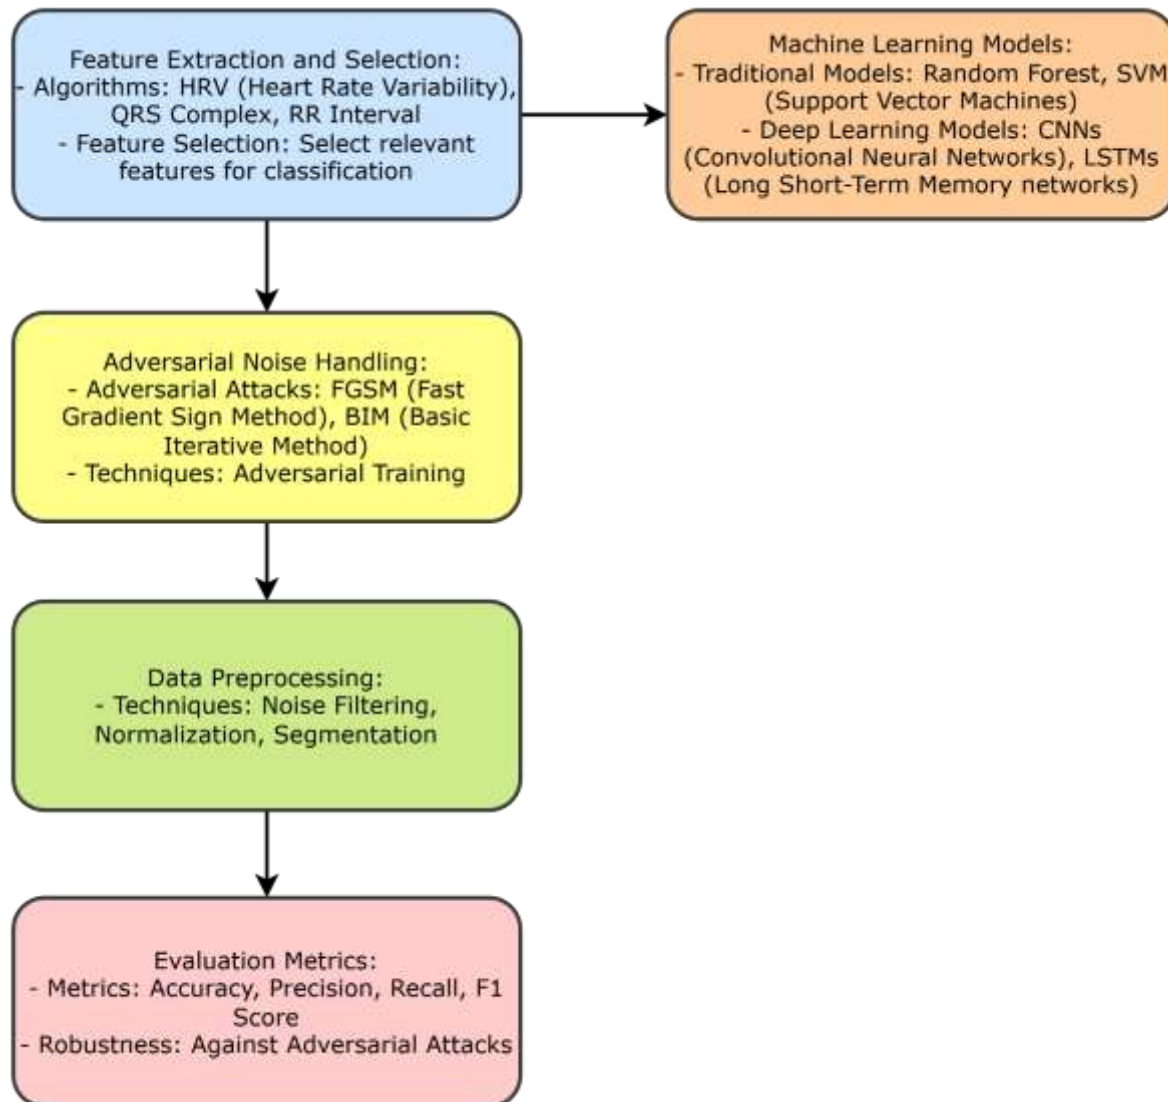 Feature Extraction and Selection:
- Algorithms: HRV (Heart Rate Variability),
QRS Complex, RR Interval
- Feature Selection: Select relevant
features for classification
Machine Learning Models:
- Traditional Models: Random Forest, SVM
(Support Vector Machines)
- Deep Learning Models: CNNs
(Convolutional Neural Networks), LSTMs
(Long Short-Term Memory networks)
Adversarial Noise Handling:
- Adversarial Attacks: FGSM (Fast
Gradient Sign Method), BIM (Basic
Iterative Method)
- Techniques: Adversarial Training
Data Preprocessing:
- Techniques: Noise Filtering,
Normalization, Segmentation
Evaluation Metrics:
- Metrics: Accuracy, Precision, Recall, F1
Score
- Robustness: Against Adversarial Attacks